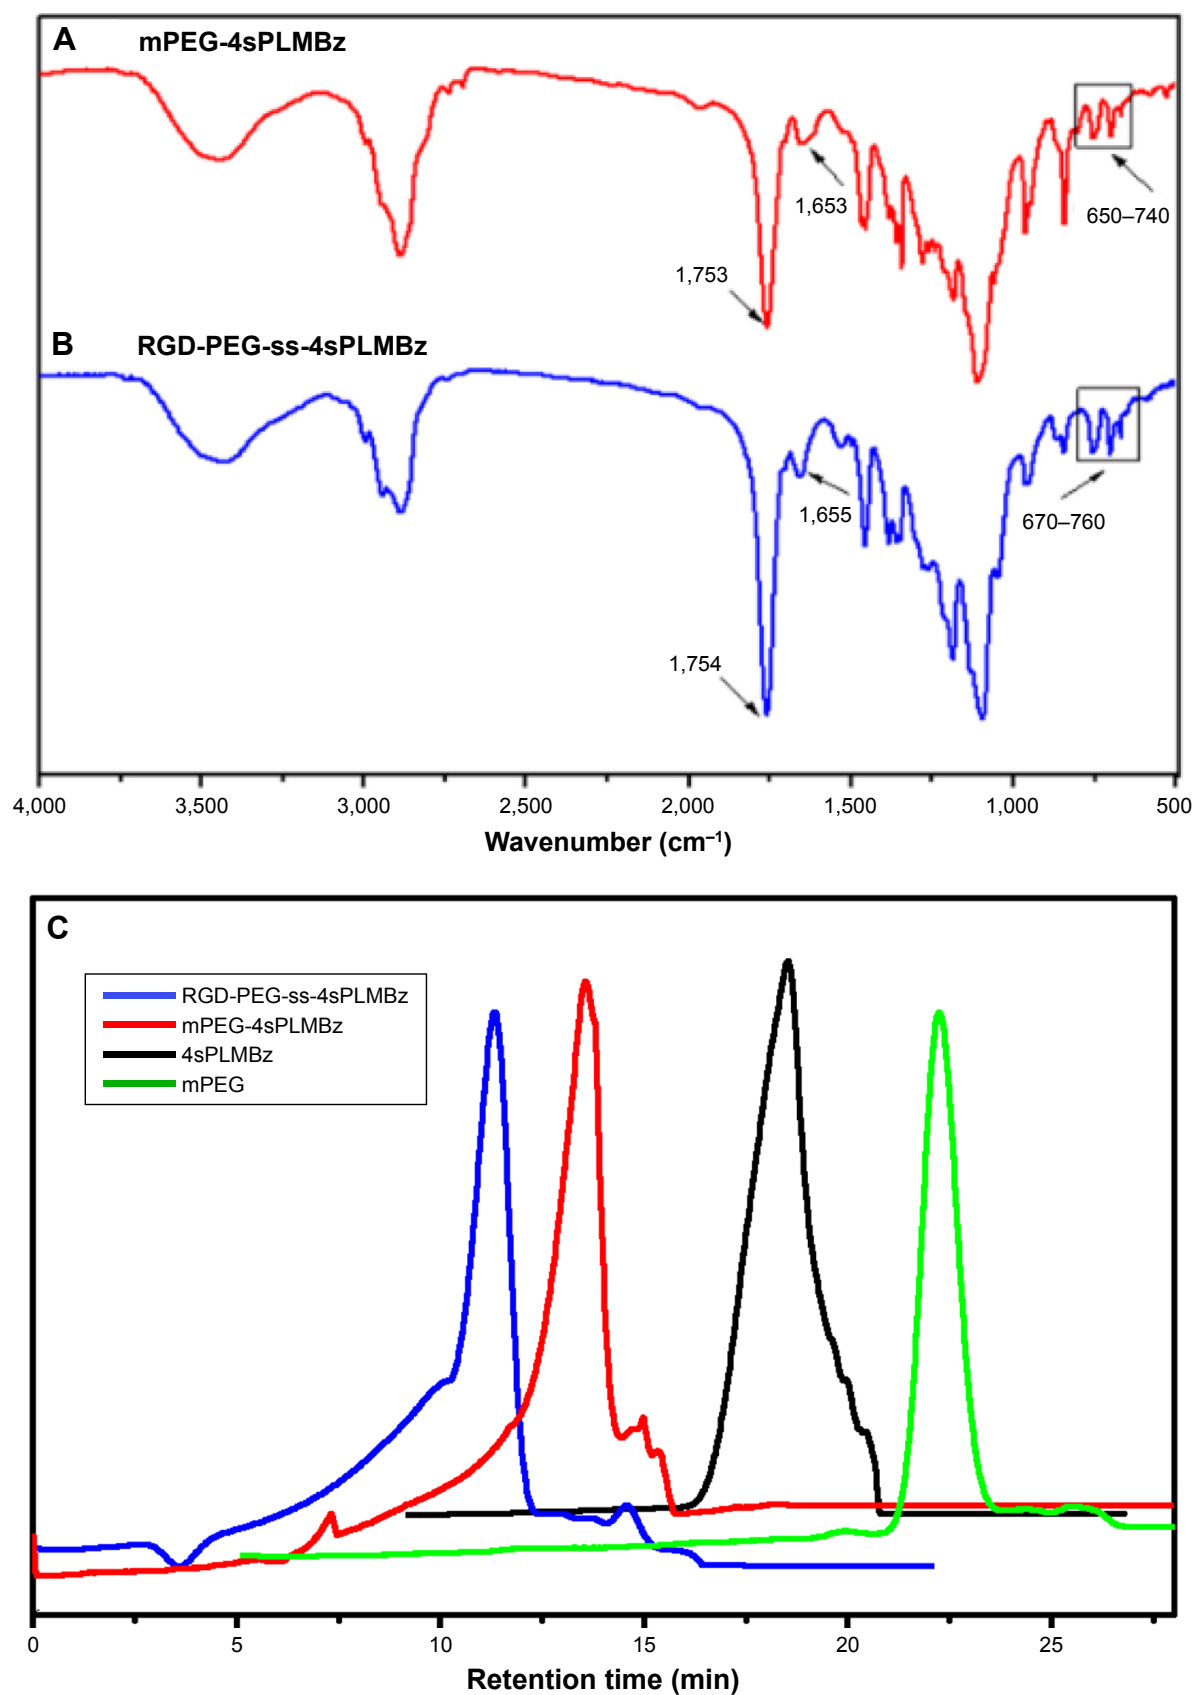 A mPEG-4sPLMBz
1,653
650–740
1,753
B RGD-PEG-ss-4sPLMBz
1,655
670–760
1,754
4,000 3,500 3,000 2,500 2,000 1,500 1,000 500
Wavenumber (cm⁻¹)
C
RGD-PEG-ss-4sPLMBz
mPEG-4sPLMBz
4sPLMBz
mPEG
0 5 10 15 20 25
Retention time (min)